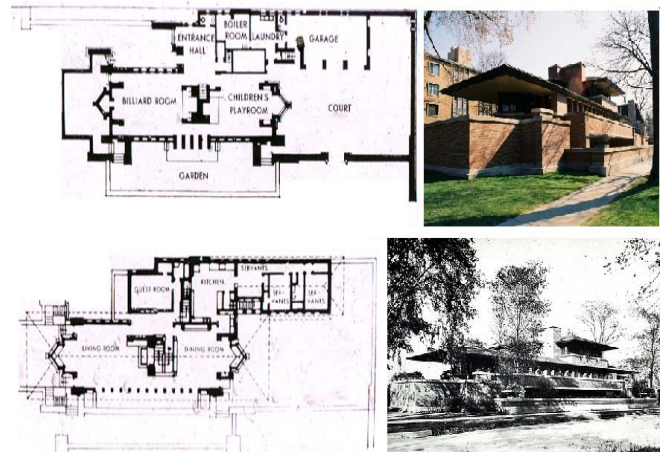 BOILER
ROOM
LAUNDRY
ENTRANCE
HALL
GARAGE
BILLIARD ROOM
CHILDREN'S
PLAYROOM
COURT
GARDEN
SERVANTS
KITCHEN
GUEST ROOM
SER-
VANTS
SER-
VANTS
LIVING ROOM
DINING ROOM